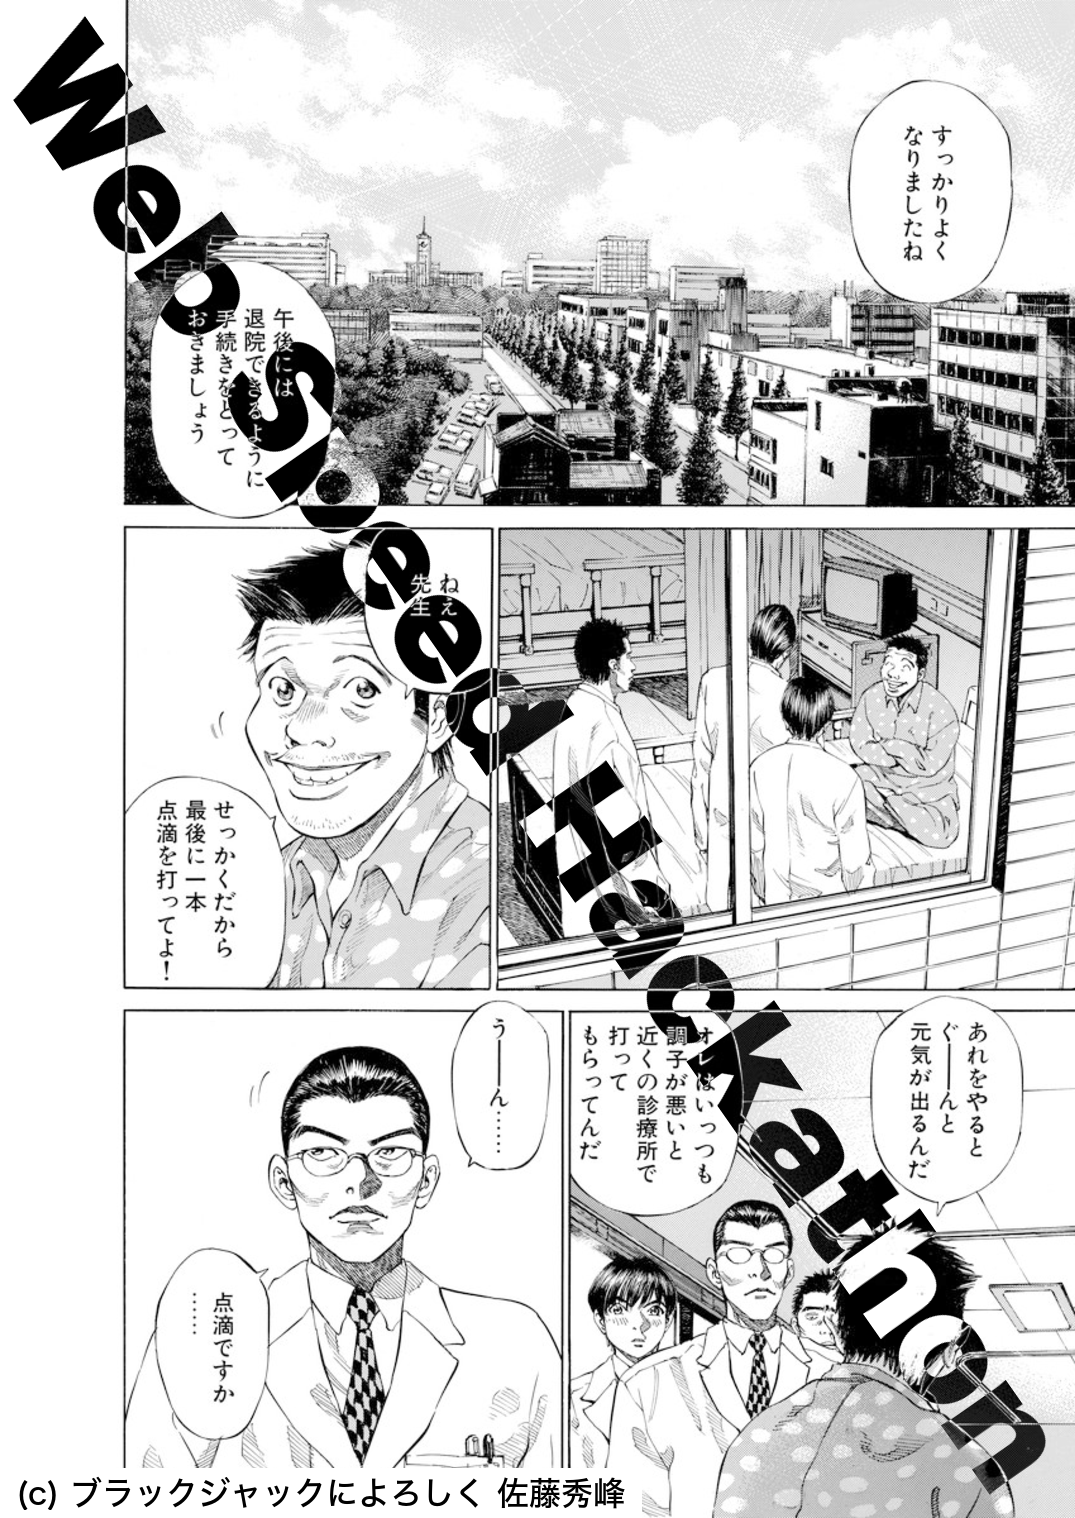 すっかりよく
なりましたね
午後には
退院できるように
手続きをとって
おきましょう
ねぇ
先生
せっかくだから
最後に一本
点滴を打ってよ!
あれをやると
ぐ――んと
元気が出るんだ
オレはいっつも
調子が悪いと
近くの診療所で
打って
もらってんだ
う――ん……
点滴ですか
……
Web Speed Hackathon
(c) ブラックジャックによろしく 佐藤秀峰